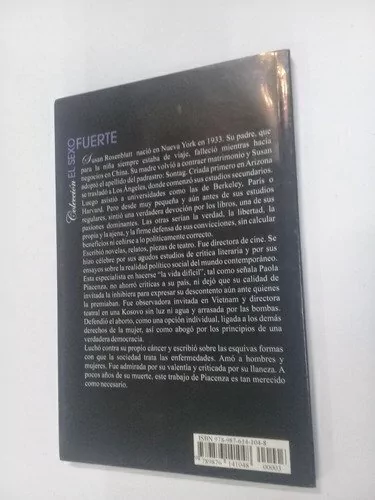 Colección EL SEXO FUERTE
Susan Rosenblatt nació en Nueva York en 1933. Su padre, que
para la niña siempre estaba de viaje, falleció mientras hacía
negocios en China. Su madre volvió a contraer matrimonio y Susan
adoptó el apellido del padrastro: Sontag. Criada primero en Arizona
se trasladó a Los Ángeles, donde comenzó sus estudios secundarios.
Luego asistió a universidades como las de Berkeley, París o
Harvard. Pero desde muy pequeña y aún antes de sus estudios
regulares, sintió una verdadera devoción por los libros, una de sus
pasiones dominantes. Las otras serían la verdad, la libertad,
propia y la ajena, y la firme defensa de sus convicciones, sin calcular
beneficios ni coherse a lo políticamente correcto.
Escribió novelas, relatos, piezas de teatro. Fue directora de cine. Se
hizo célebre por sus agudos estudios de crítica literaria y por sus
ensayos sobre la realidad político social del mundo contemporáneo.
Esta especialista en hacerse "la vida difícil", tal como señala Paola
Piacenza, no ahorró críticas a su país, ni dejó que su calidad de
invitada la inhibiera para expresar su descontento aún ante quienes
la premiaban. Fue observadora invitada en Vietnam y directora
teatral en una Kosovo sin luz ni agua y arrasada por las bombas.
Defendió el aborto, como una opción individual, ligada a los demás
derechos de la mujer, así como abogó por los principios de una
verdadera democracia.
Luchó contra su propio cáncer y escribió sobre las esquivas formas
con que la sociedad trata las enfermedades. Amó a hombres y
mujeres. Fue admirada por su valentía y criticada por su llaneza. A
pocos años de su muerte, este trabajo de Piacenza es tan merecido
como necesario.
ISBN 978-987-614-104-8
9 789876 141048
00003